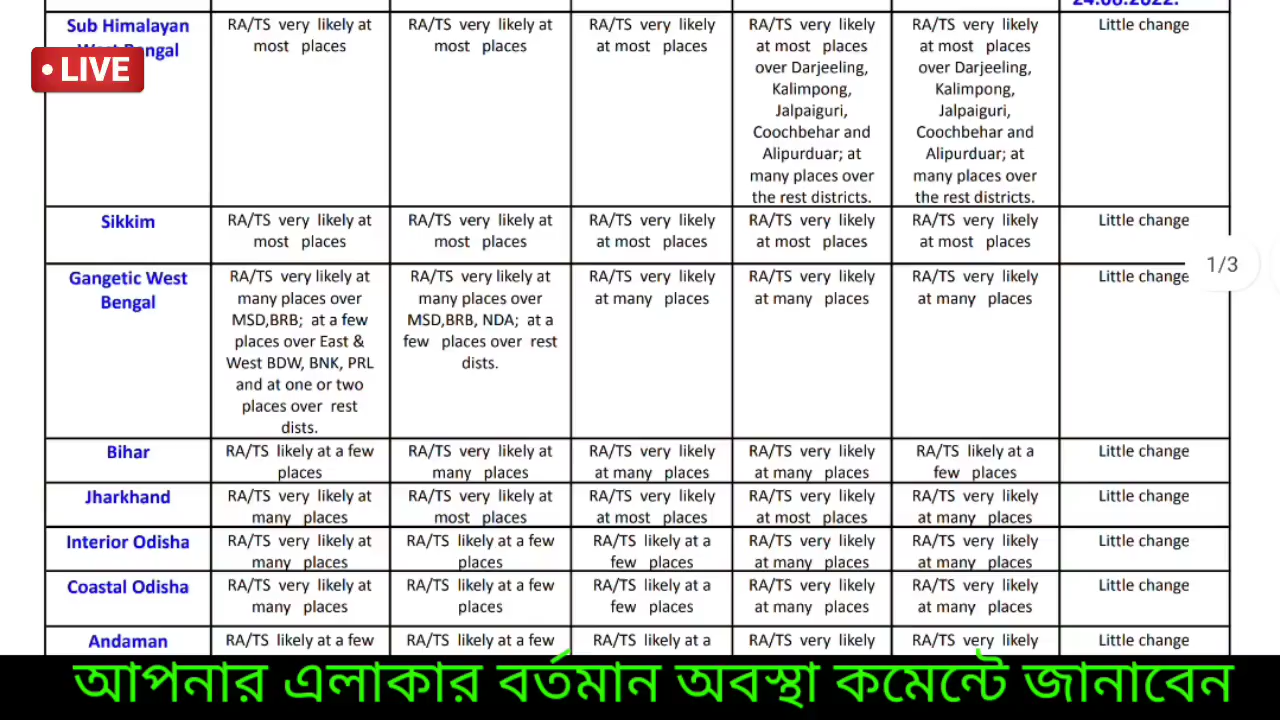 24.08.2022.
Sub Himalayan
West Bengal
RA/TS very likely at
most places
RA/TS very likely at
most places
RA/TS very likely
at most places
RA/TS very likely
at most places
over Darjeeling,
Kalimpong,
Jalpaiguri,
Coochbehar and
Alipurduar; at
many places over
the rest districts.
RA/TS very likely
at most places
over Darjeeling,
Kalimpong,
Jalpaiguri,
Coochbehar and
Alipurduar; at
many places over
the rest districts.
Little change
• LIVE
Sikkim
RA/TS very likely at
most places
RA/TS very likely at
most places
RA/TS very likely
at most places
RA/TS very likely
at most places
RA/TS very likely
at most places
Little change
Gangetic West
Bengal
RA/TS very likely at
many places over
MSD,BRB; at a few
places over East &
West BDW, BNK, PRL
and at one or two
places over rest
dists.
RA/TS very likely at
many places over
MSD,BRB, NDA; at a
few places over rest
dists.
RA/TS very likely
at many places
RA/TS very likely
at many places
RA/TS very likely
at many places
Little change
1/3
Bihar
RA/TS likely at a few
places
RA/TS very likely at
many places
RA/TS very likely
at many places
RA/TS very likely
at many places
RA/TS likely at a
few places
Little change
Jharkhand
RA/TS very likely at
many places
RA/TS very likely at
most places
RA/TS very likely
at most places
RA/TS very likely
at most places
RA/TS very likely
at many places
Little change
Interior Odisha
RA/TS very likely at
many places
RA/TS likely at a few
places
RA/TS likely at a
few places
RA/TS very likely
at many places
RA/TS very likely
at many places
Little change
Coastal Odisha
RA/TS very likely at
many places
RA/TS likely at a few
places
RA/TS likely at a
few places
RA/TS very likely
at many places
RA/TS very likely
at many places
Little change
Andaman
RA/TS likely at a few
RA/TS likely at a few
RA/TS likely at a
RA/TS very likely
RA/TS very likely
Little change
আপনার এলাকার বর্তমান অবস্থা কমেন্টে জানাবেন